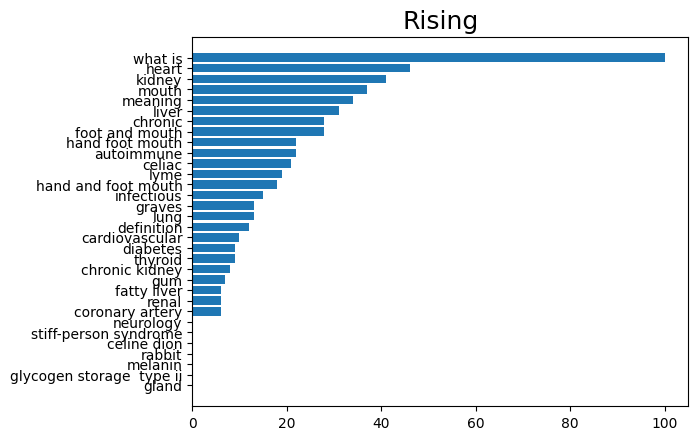 Rising
what is
heart
kidney
mouth
meaning
liver
chronic
foot and mouth
hand foot mouth
autoimmune
celiac
lyme
hand and foot mouth
infectious
graves
lung
definition
cardiovascular
diabetes
thyroid
chronic kidney
gum
fatty liver
renal
coronary artery
neurology
stiff-person syndrome
celine dion
rabbit
melanin
glycogen storage  type ii
gland
0 20 40 60 80 100